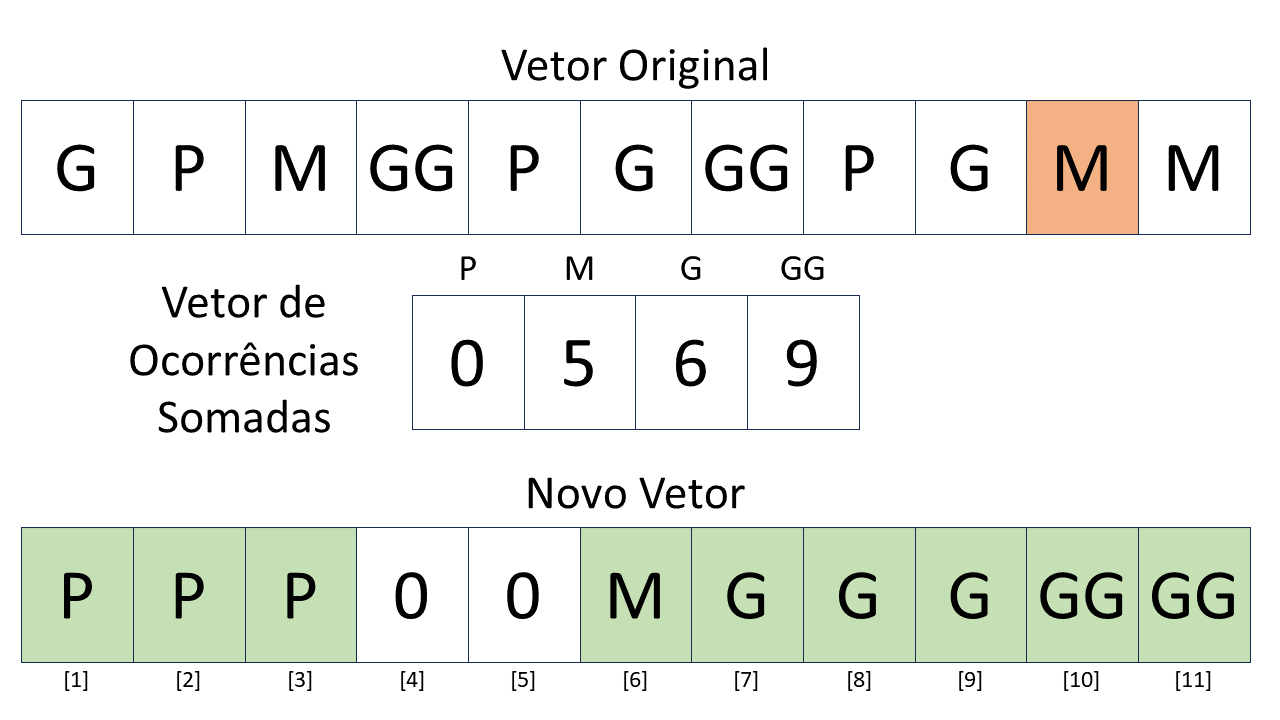 Vetor Original
G P M GG P G GG P G M M
P M G GG
Vetor de
Ocorrências
Somadas
0 5 6 9
Novo Vetor
P P P 0 0 M G G G GG GG
[1] [2] [3] [4] [5] [6] [7] [8] [9] [10] [11]